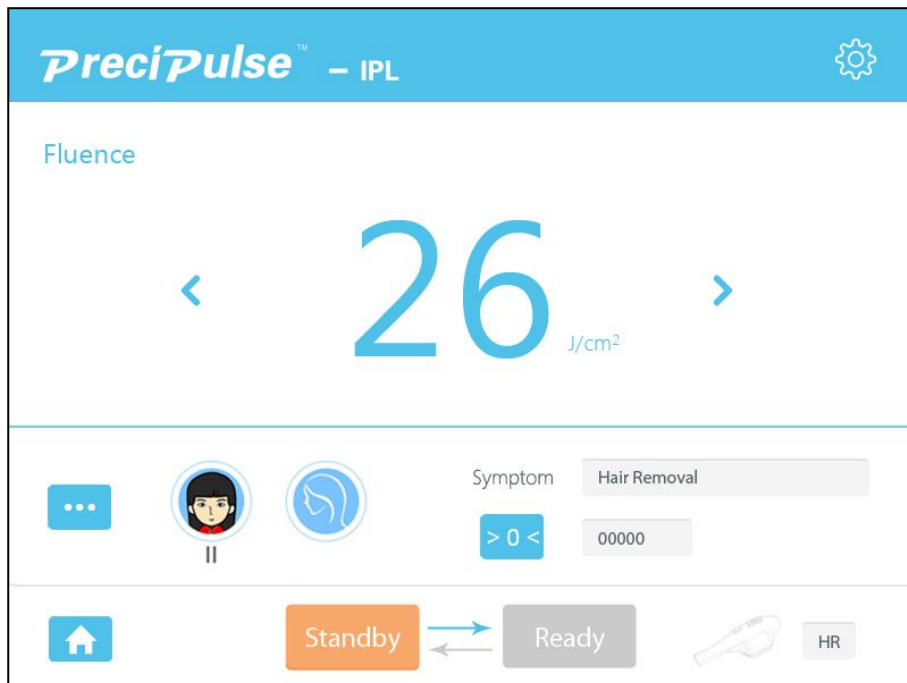 PreciPulse™ – IPL
Fluence
26 J/cm²
Symptom Hair Removal
II
> 0 < 00000
Standby Ready HR